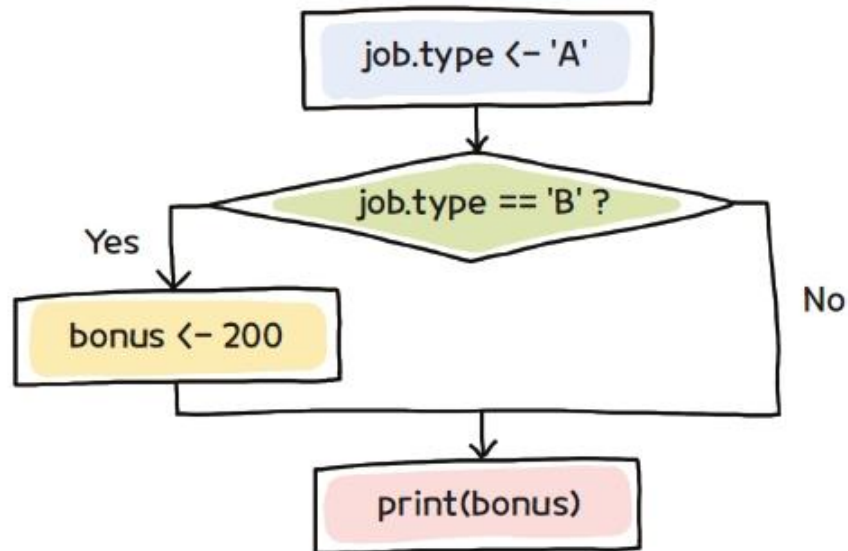 job.type <- 'A'
job.type == 'B' ?
Yes
No
bonus <- 200
print(bonus)